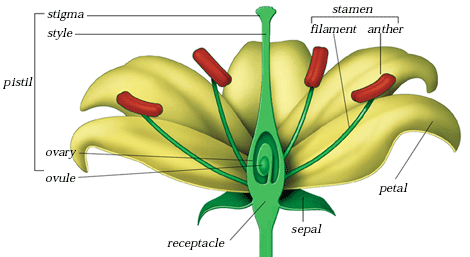 stamen
stigma
filament anther
style
pistil
ovary
ovule
petal
sepal
receptacle